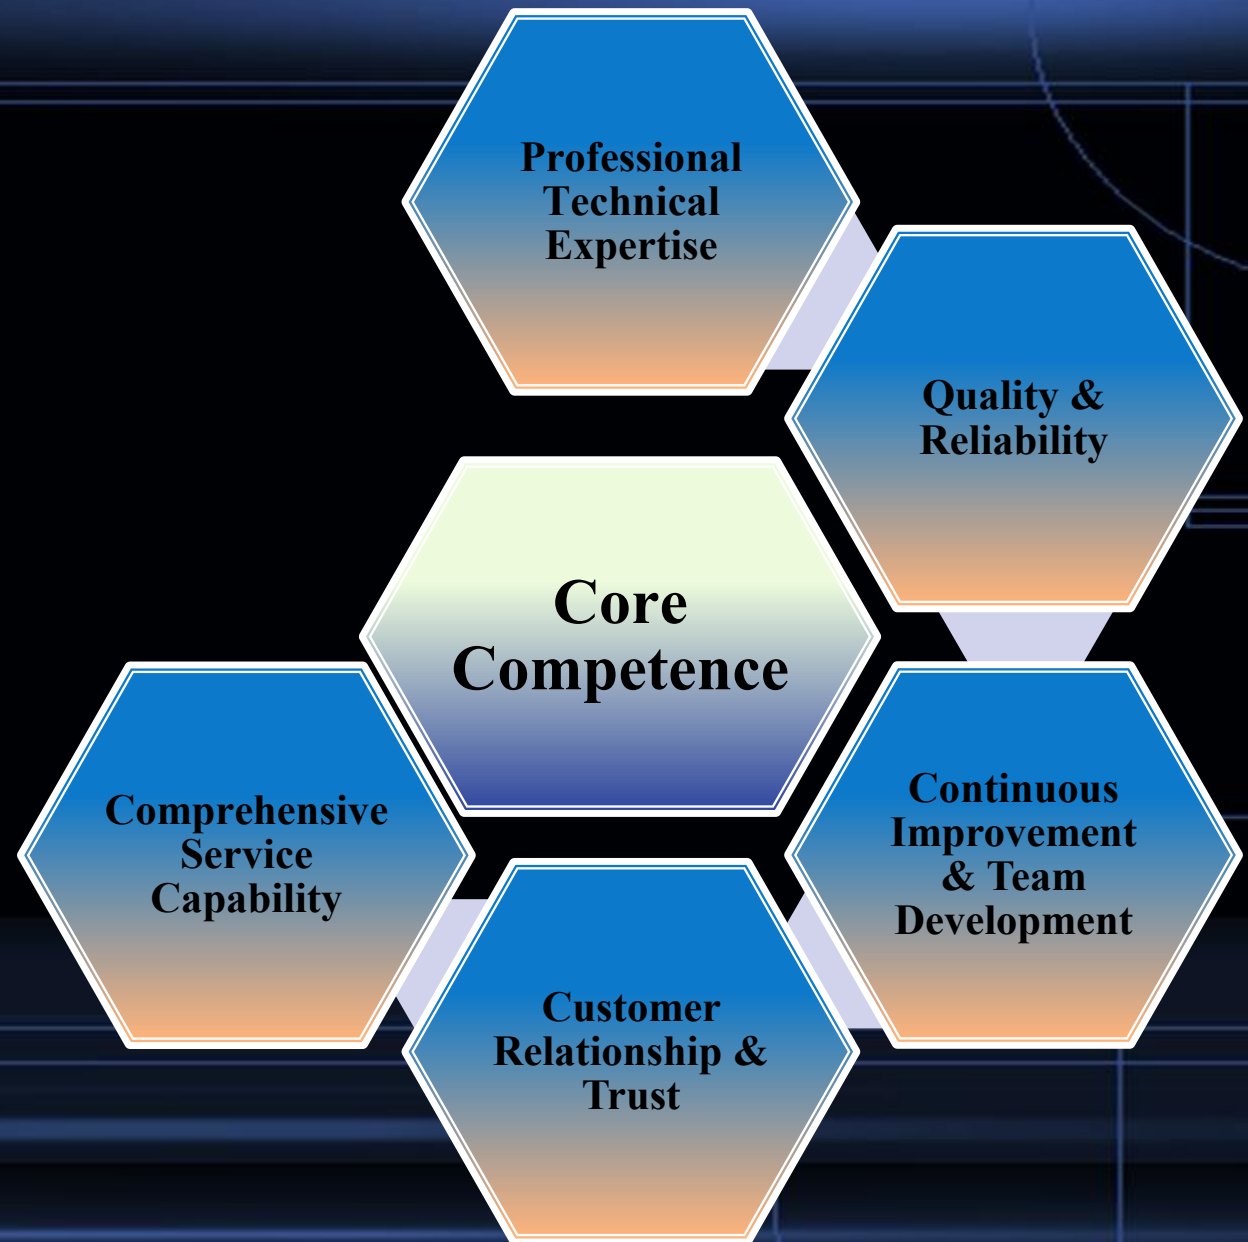 Professional
Technical
Expertise
Quality &
Reliability
Core
Competence
Continuous
Improvement
& Team
Development
Comprehensive
Service
Capability
Customer
Relationship &
Trust